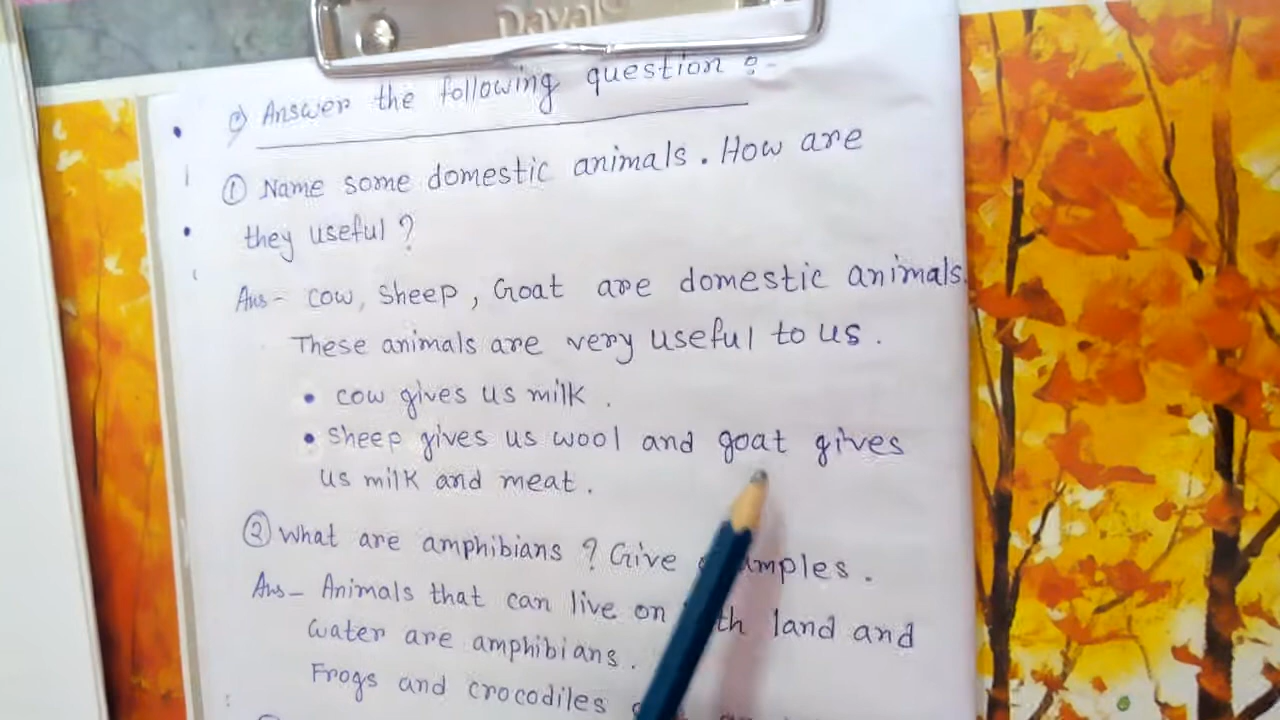 Answer the following question :-
① Name some domestic animals. How are
they useful ?
Ans - cow, sheep, Goat are domestic animals.
These animals are very useful to us.
• cow gives us milk.
• sheep gives us wool and goat gives
us milk and meat.
② What are amphibians ? Give
Ans - Animals that can live on land and
water are amphibians.
Frogs and crocodiles